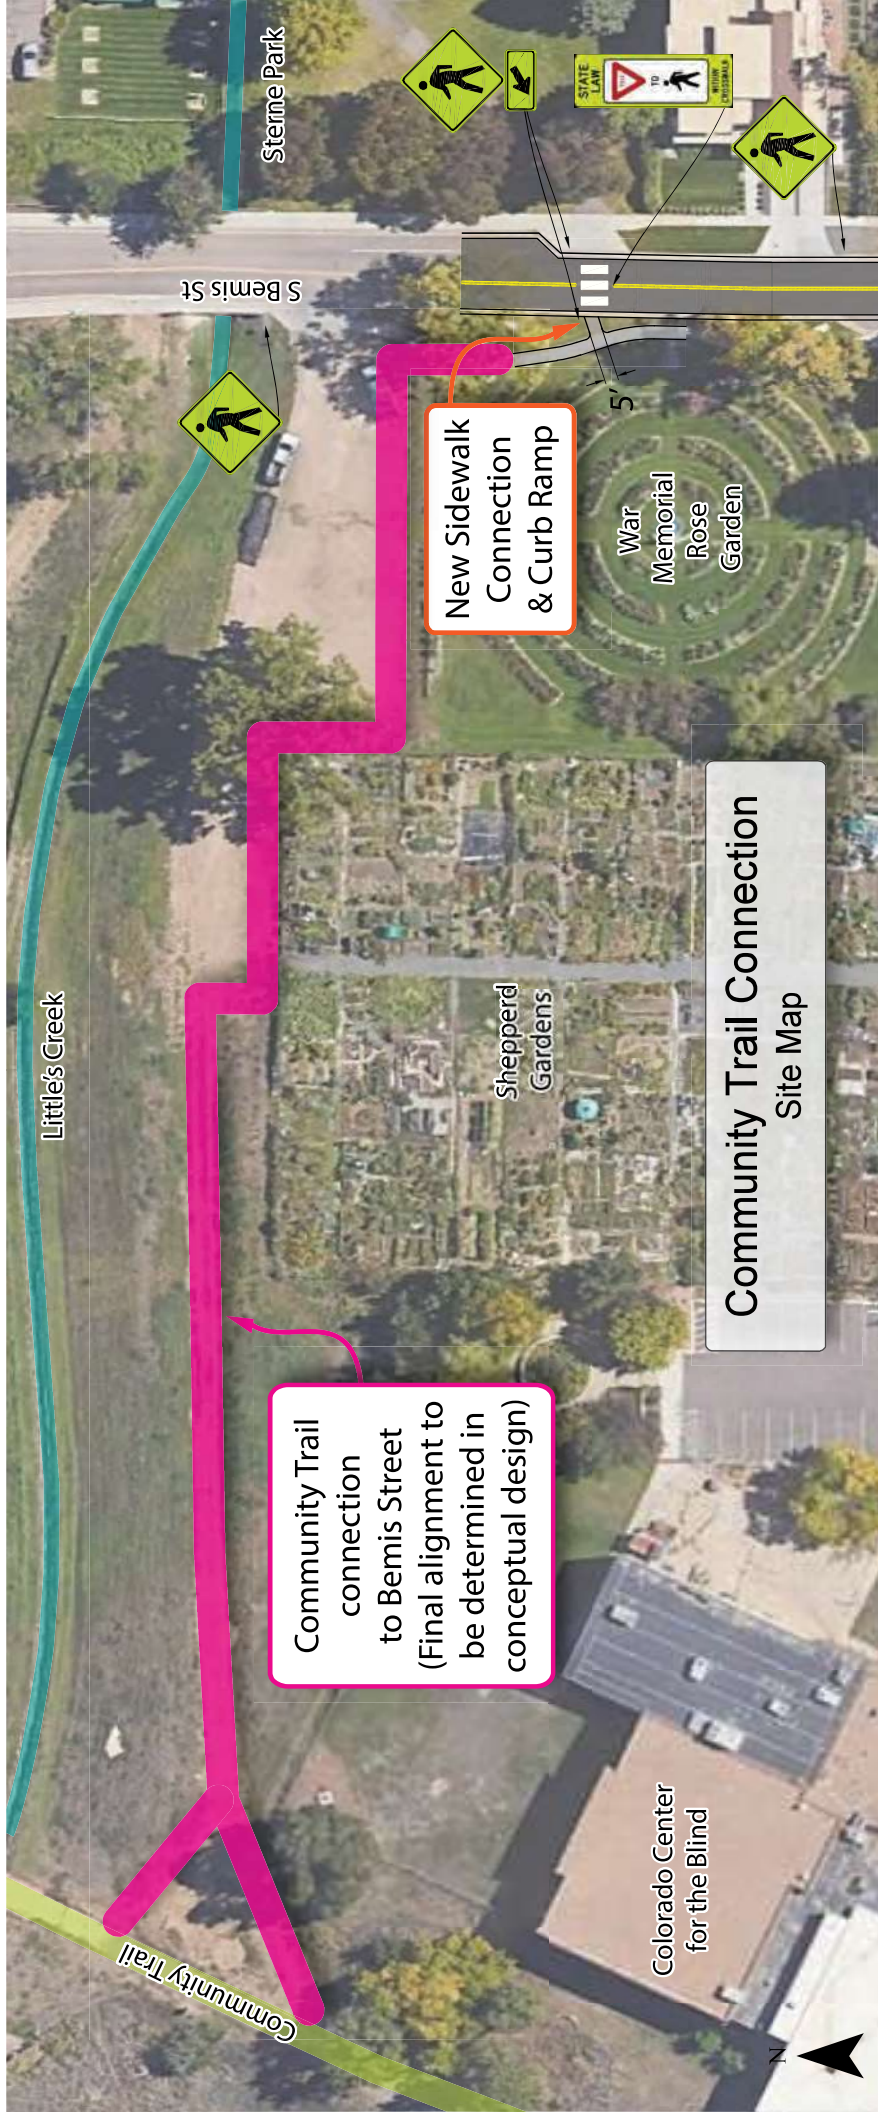 Little's Creek
S Bemis St
Sterne Park
Community Trail
Community Trail
connection
to Bemis Street
(Final alignment to
be determined in
conceptual design)
New Sidewalk
Connection
& Curb Ramp
5'
STATE
LAW
TO
WITHIN
CROSSWALK
War
Memorial
Rose
Garden
Shepperd
Gardens
Colorado Center
for the Blind
Community Trail Connection
Site Map
N